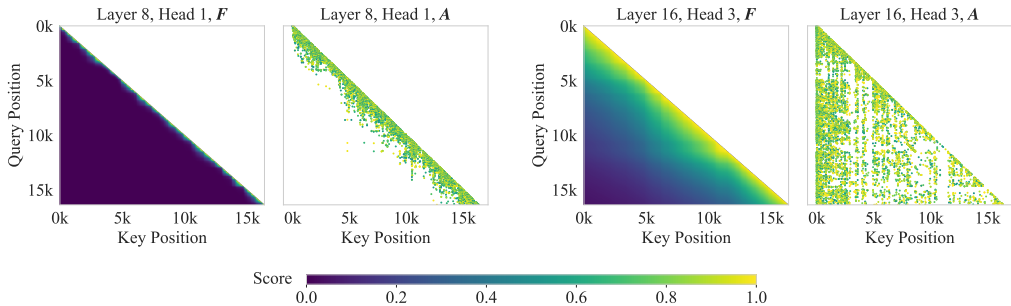 Layer 8, Head 1, F
Layer 8, Head 1, A
Layer 16, Head 3, F
Layer 16, Head 3, A
Query Position
0k
5k
10k
15k
0k 5k 10k 15k
Key Position
0k 5k 10k 15k
Key Position
Query Position
0k
5k
10k
15k
0k 5k 10k 15k
Key Position
0k 5k 10k 15k
Key Position
Score
0.0 0.2 0.4 0.6 0.8 1.0